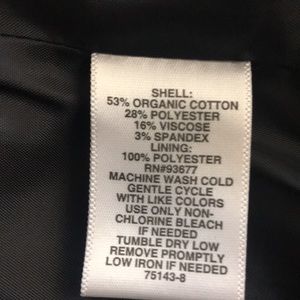 SHELL:
53% ORGANIC COTTON
28% POLYESTER
16% VISCOSE
3% SPANDEX
LINING:
100% POLYESTER
RN#93677
MACHINE WASH COLD
GENTLE CYCLE
WITH LIKE COLORS
USE ONLY NON-
CHLORINE BLEACH
IF NEEDED
TUMBLE DRY LOW
REMOVE PROMPTLY
LOW IRON IF NEEDED
75143-8